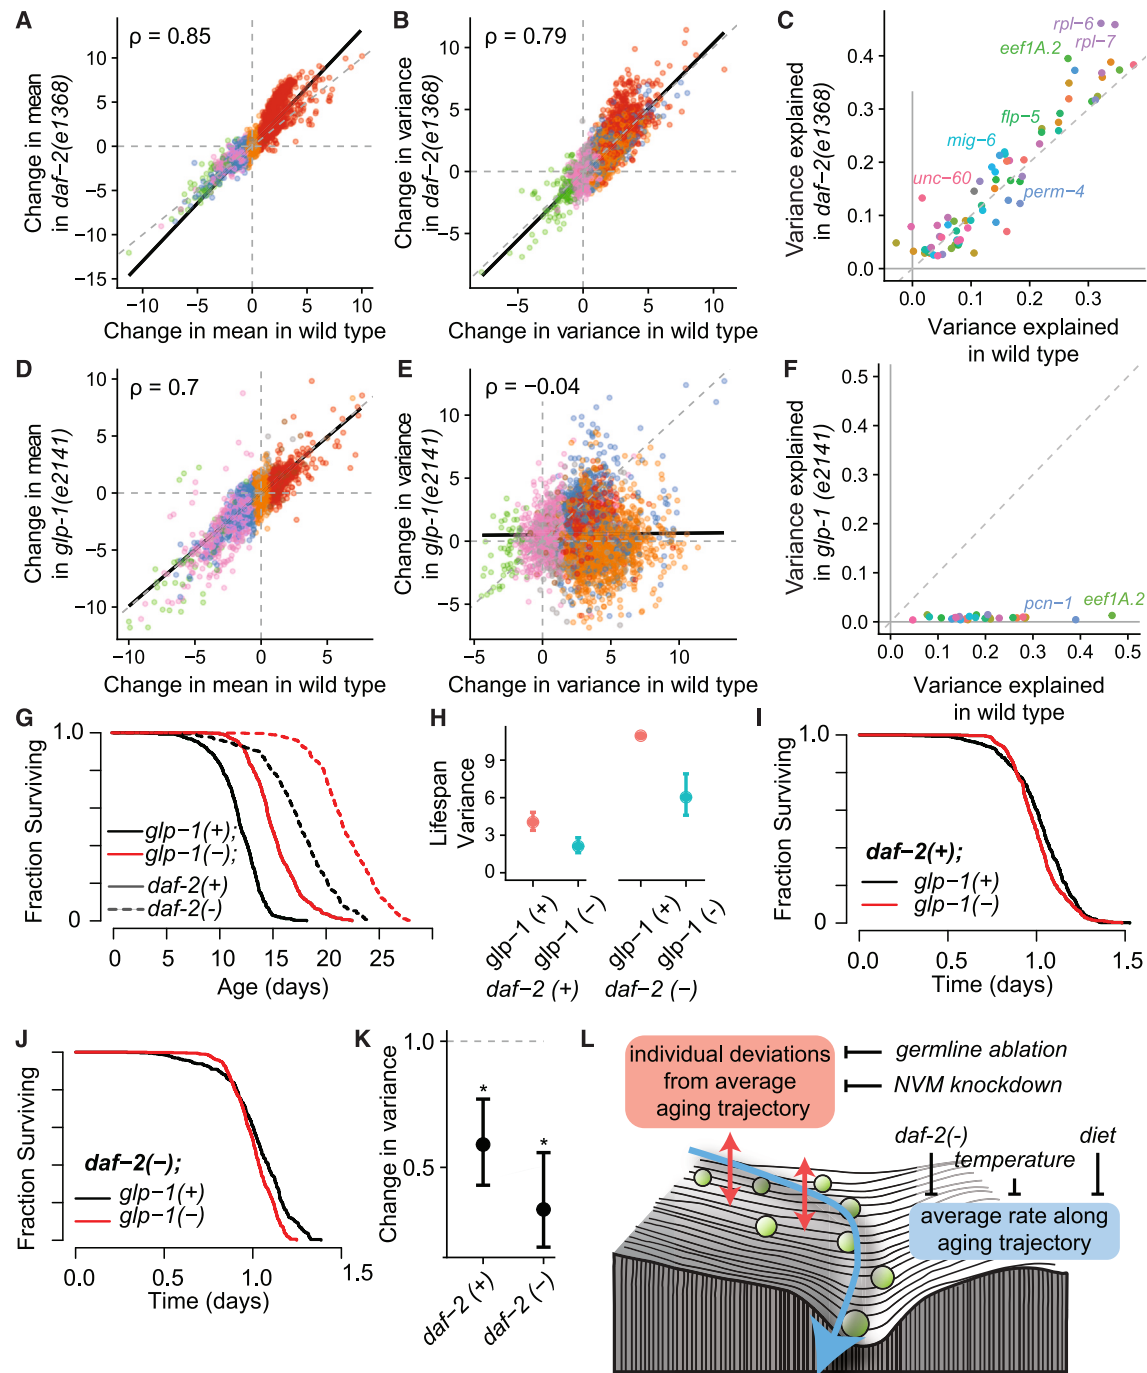 A
ρ = 0.85
Change in mean
in daf−2(e1368)
10
5
0
−5
−10
−15
−10
−5
0
5
10
Change in mean in wild type
B
ρ = 0.79
Change in variance
in daf−2(e1368)
10
5
0
−5
−5
0
5
10
Change in variance in wild type
C
Variance explained
in daf−2(e1368)
0.4
0.3
0.2
0.1
0.0
rpl−6
rpl−7
eef1A.2
flp−5
mig−6
unc−60
perm−4
0.0
0.1
0.2
0.3
Variance explained
in wild type
D
ρ = 0.7
Change in mean
in glp−1(e2141)
10
5
0
−5
−10
−10
−5
0
5
Change in mean in wild type
E
ρ = −0.04
Change in variance
in glp−1(e2141)
10
5
0
−5
−5
0
5
10
Change in variance in wild type
F
Variance explained
in glp−1 (e2141)
0.5
0.4
0.3
0.2
0.1
0.0
pcn−1
eef1A.2
0.0
0.1
0.2
0.3
0.4
0.5
Variance explained
in wild type
G
Fraction Surviving
1.0
0
glp−1(+);
glp−1(−);
daf−2(+)
daf−2(-)
0
5
10
15
20
25
Age (days)
H
Lifespan
Variance
9
6
3
0
glp−1 (+)
glp−1 (−)
glp−1 (+)
glp−1 (-)
daf−2 (+)
daf−2 (−)
I
Fraction Surviving
1.0
0
daf−2(+);
glp−1(+)
glp−1(−)
0.0
0.5
1.0
1.5
Time (days)
J
Fraction Surviving
daf−2(−);
glp−1(+)
glp−1(−)
0.0
0.5
1.0
1.5
Time (days)
K
Change in variance
1.0
0.5
*
*
daf−2 (+)
daf−2 (−)
L
individual deviations
from average
aging trajectory
germline ablation
NVM knockdown
daf-2(-)
diet
temperature
average rate along
aging trajectory